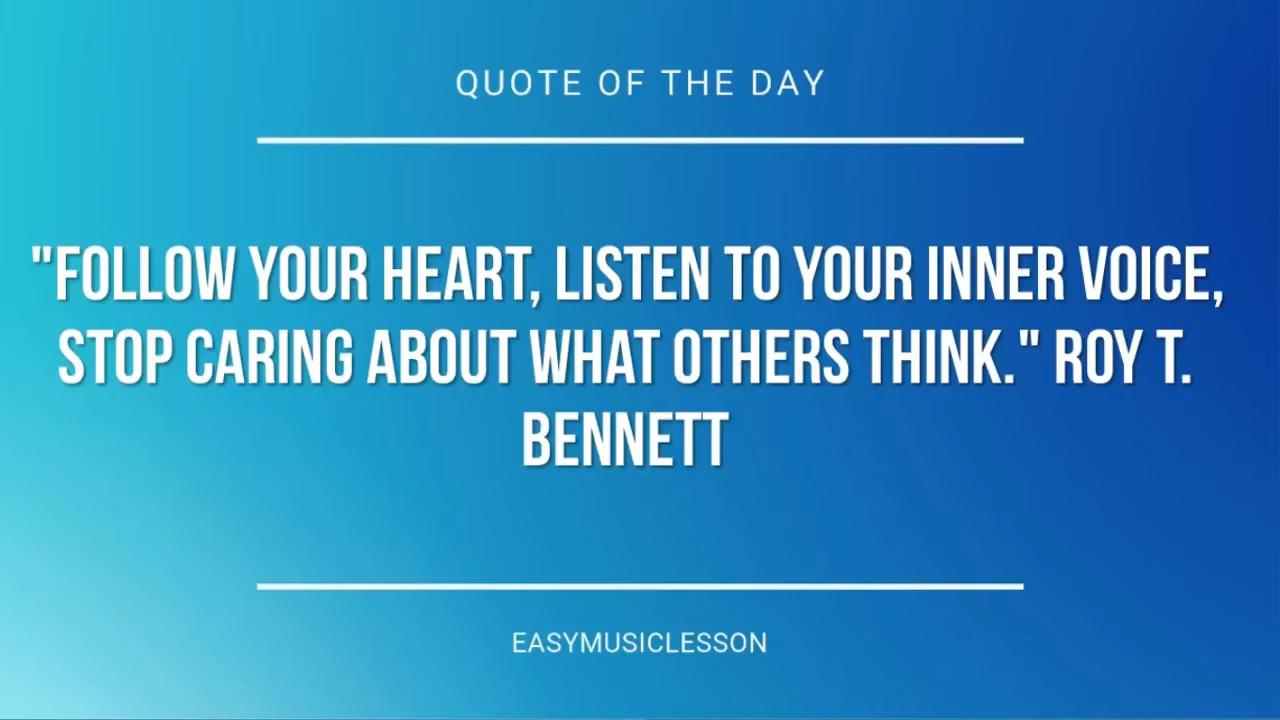 QUOTE OF THE DAY
"FOLLOW YOUR HEART, LISTEN TO YOUR INNER VOICE,
STOP CARING ABOUT WHAT OTHERS THINK." ROY T.
BENNETT
EASYMUSICLESSON